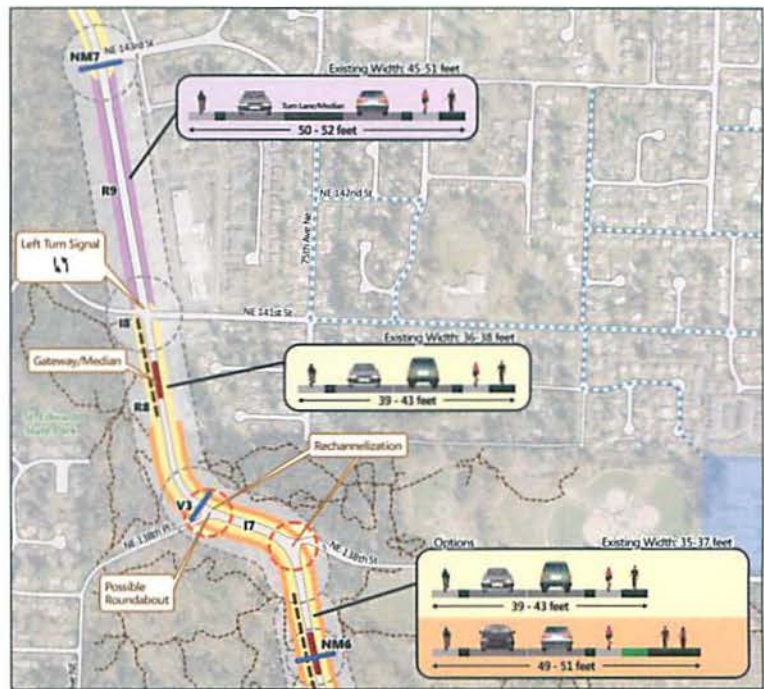 NM7
NE 143rd St
Existing Width: 45-51 feet
Turn Lane/Median
50 - 52 feet
R9
NE 142nd St
75th Ave Ne
Left Turn Signal
I8
NE 141st St
Existing Width: 36-38 feet
Gateway/Median
39 - 43 feet
R8
State Park
Rechannelization
V3
NE 138th Pl
I7
NE 138th St
Possible
Roundabout
Options
Existing Width: 35-37 feet
39 - 43 feet
NM6
49 - 51 feet